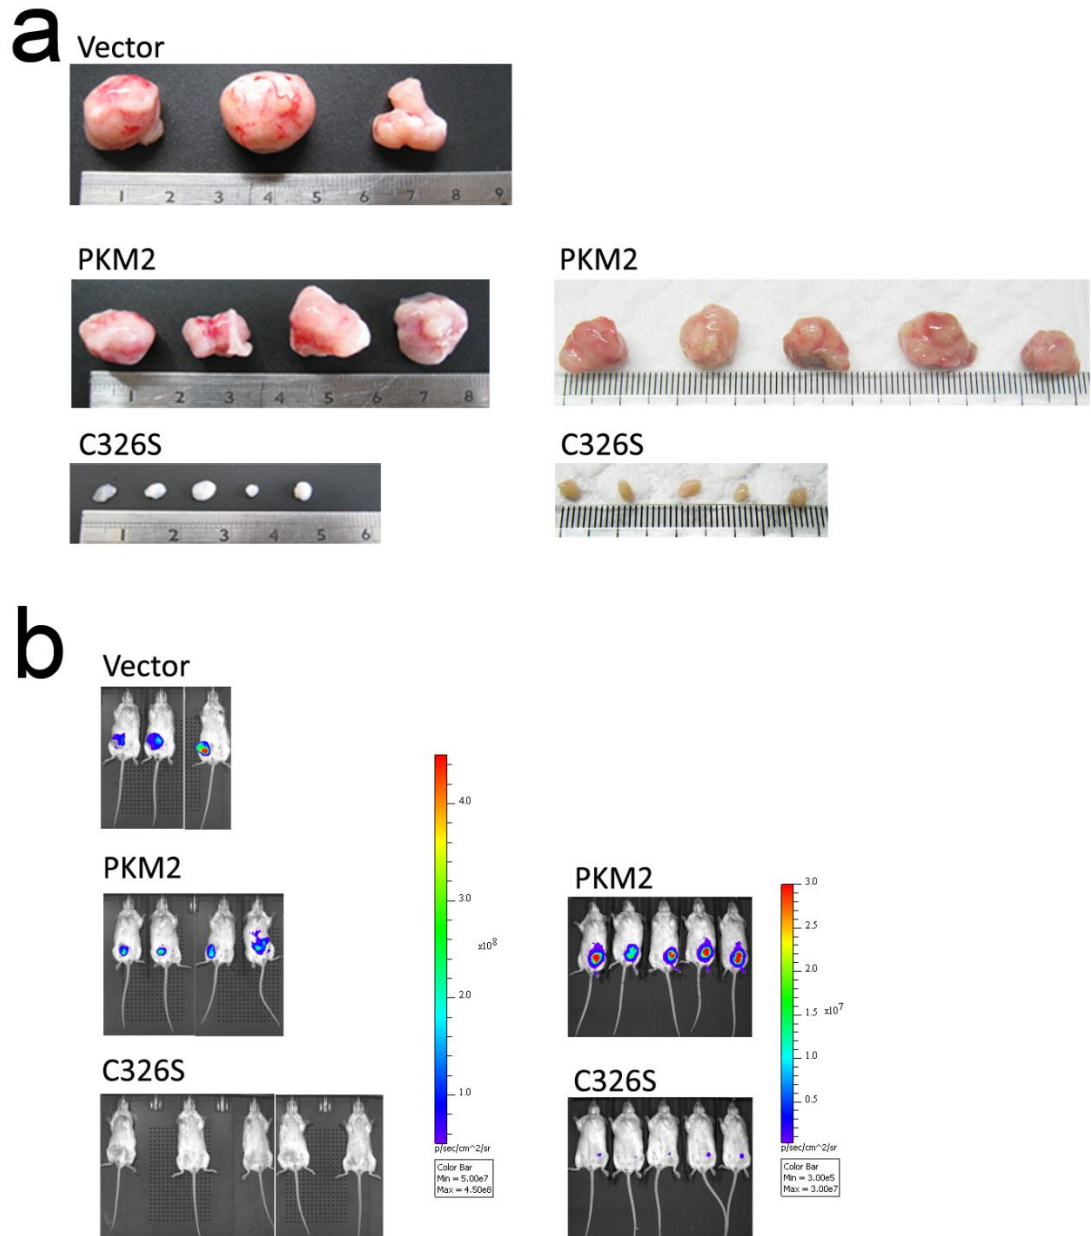 a
Vector
1 2 3 4 5 6 7 8 9
PKM2
1 2 3 4 5 6 7 8
PKM2
C326S
1 2 3 4 5 6
C326S
b
Vector
PKM2
C326S
4.0
3.0
x10^8
2.0
1.0
p/sec/cm^2/sr
Color Bar
Min = 5.00e7
Max = 4.50e8
PKM2
3.0
2.5
2.0
1.5
x10^7
1.0
0.5
p/sec/cm^2/sr
Color Bar
Min = 3.00e5
Max = 3.00e7
C326S